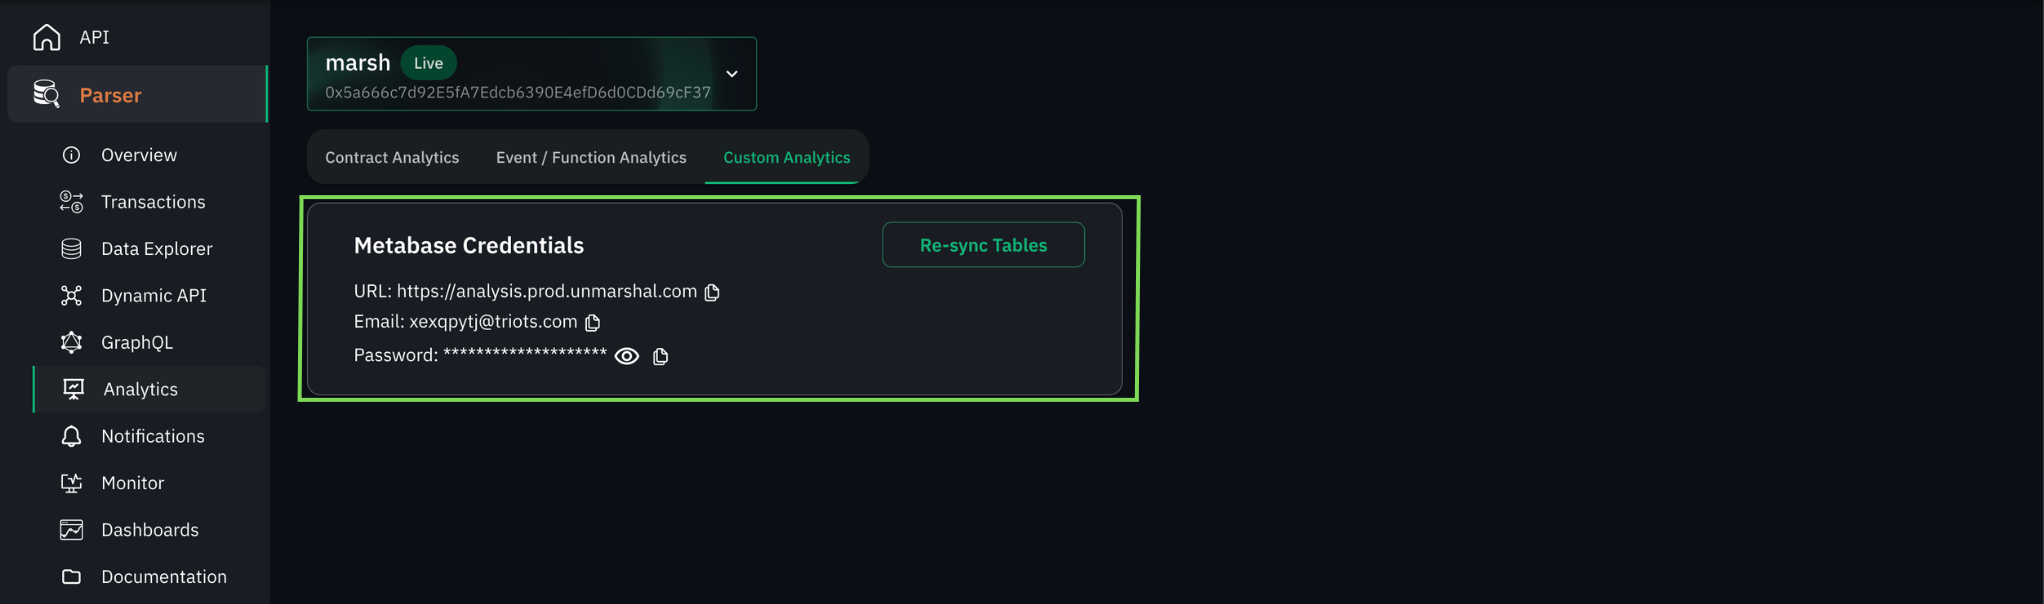 API
Parser
Overview
Transactions
Data Explorer
Dynamic API
GraphQL
Analytics
Notifications
Monitor
Dashboards
Documentation
marsh Live
0x5a666c7d92E5fA7Edcb6390E4efD6d0CDd69cF37
Contract Analytics Event / Function Analytics Custom Analytics
Metabase Credentials Re-sync Tables
URL: https://analysis.prod.unmarshal.com
Email: xexqpytj@triots.com
Password: ********************